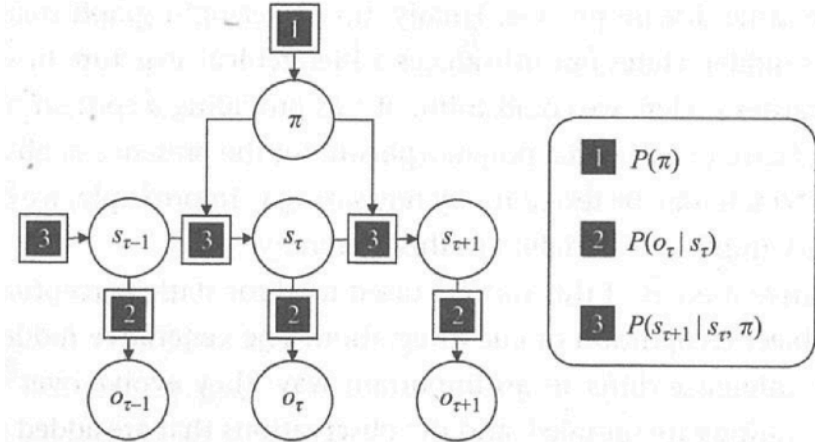 1
π
1 P(π)
3 s_{τ−1} 3 s_τ 3 s_{τ+1}
2 P(o_τ | s_τ)
2 2 2
3 P(s_{τ+1} | s_τ, π)
o_{τ−1} o_τ o_{τ+1}